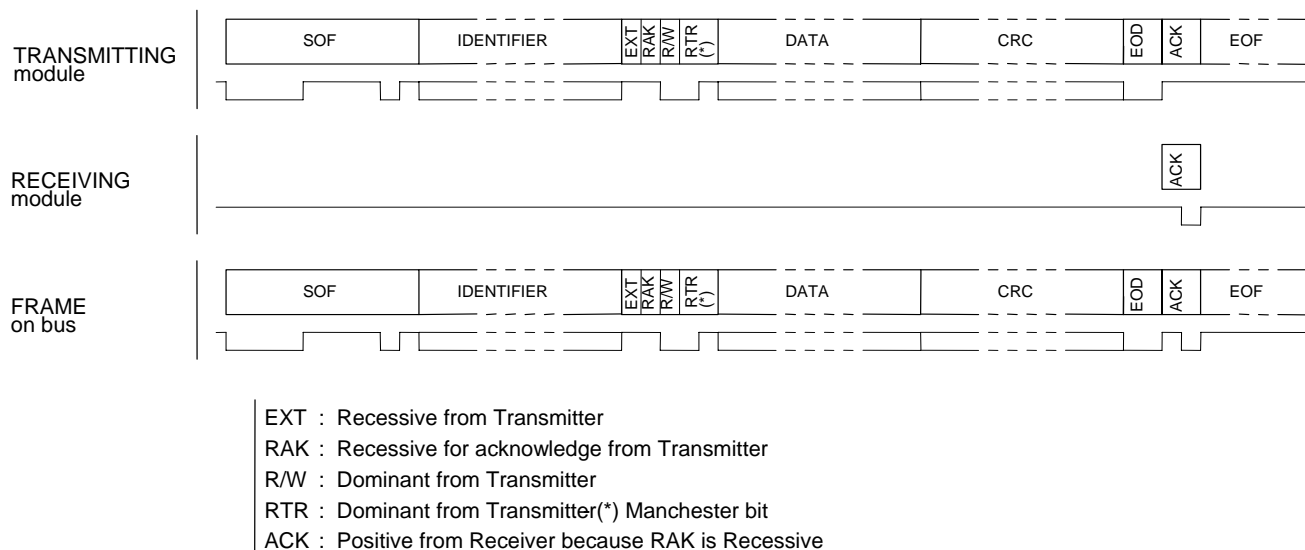 TRANSMITTING
module
SOF IDENTIFIER EXT RAK R/W RTR (*) DATA CRC EOD ACK EOF
RECEIVING
module
ACK
FRAME
on bus
SOF IDENTIFIER EXT RAK R/W RTR (*) DATA CRC EOD ACK EOF
EXT : Recessive from Transmitter
RAK : Recessive for acknowledge from Transmitter
R/W : Dominant from Transmitter
RTR : Dominant from Transmitter(*) Manchester bit
ACK : Positive from Receiver because RAK is Recessive